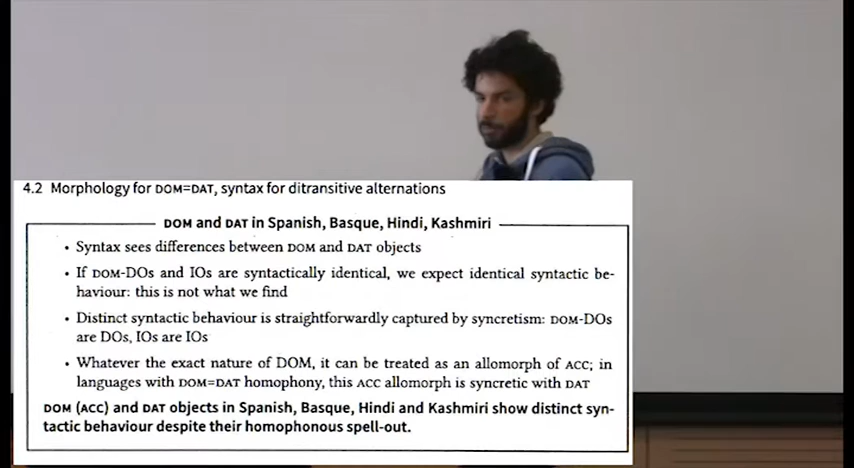 4.2 Morphology for DOM=DAT, syntax for ditransitive alternations
DOM and DAT in Spanish, Basque, Hindi, Kashmiri
• Syntax sees differences between DOM and DAT objects
• If DOM-DOs and IOs are syntactically identical, we expect identical syntactic be-
haviour: this is not what we find
• Distinct syntactic behaviour is straightforwardly captured by syncretism: DOM-DOs
are DOs, IOs are IOs
• Whatever the exact nature of DOM, it can be treated as an allomorph of ACC; in
languages with DOM=DAT homophony, this ACC allomorph is syncretic with DAT
DOM (ACC) and DAT objects in Spanish, Basque, Hindi and Kashmiri show distinct syn-
tactic behaviour despite their homophonous spell-out.